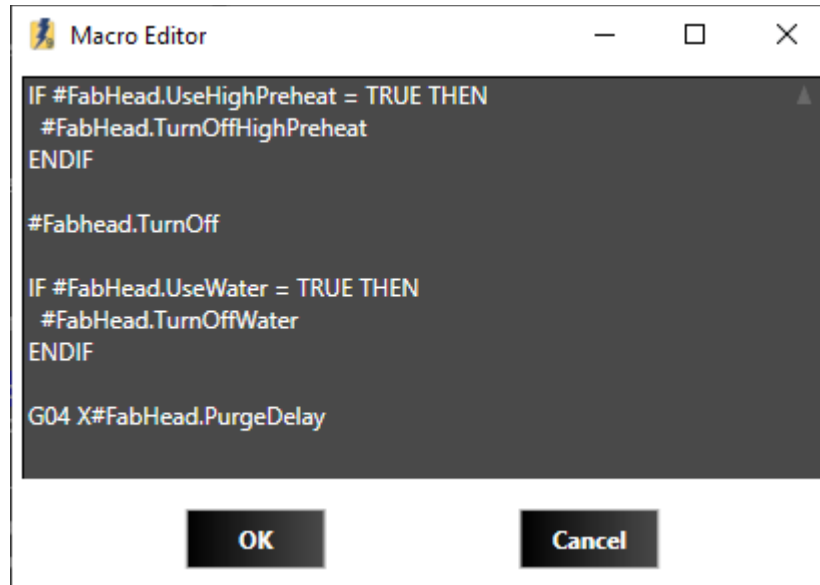 Macro Editor
IF #FabHead.UseHighPreheat = TRUE THEN
#FabHead.TurnOffHighPreheat
ENDIF
#Fabhead.TurnOff
IF #FabHead.UseWater = TRUE THEN
#FabHead.TurnOffWater
ENDIF
G04 X#FabHead.PurgeDelay
OK Cancel